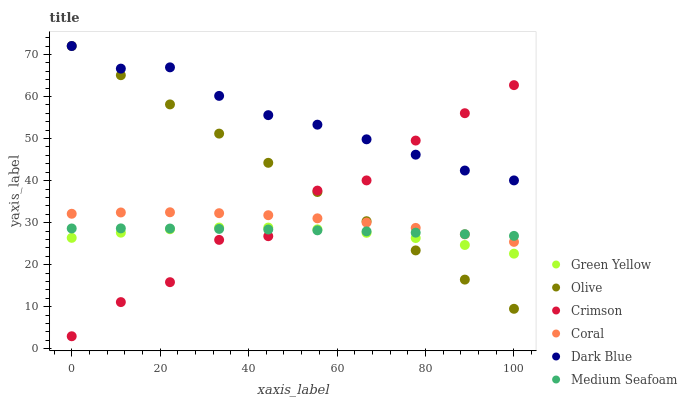 title
yaxis_label
70
60
50
40
30
20
10
0
0
20
40
60
80
100
xaxis_label
Green Yellow
Olive
Crimson
Coral
Dark Blue
Medium Seafoam